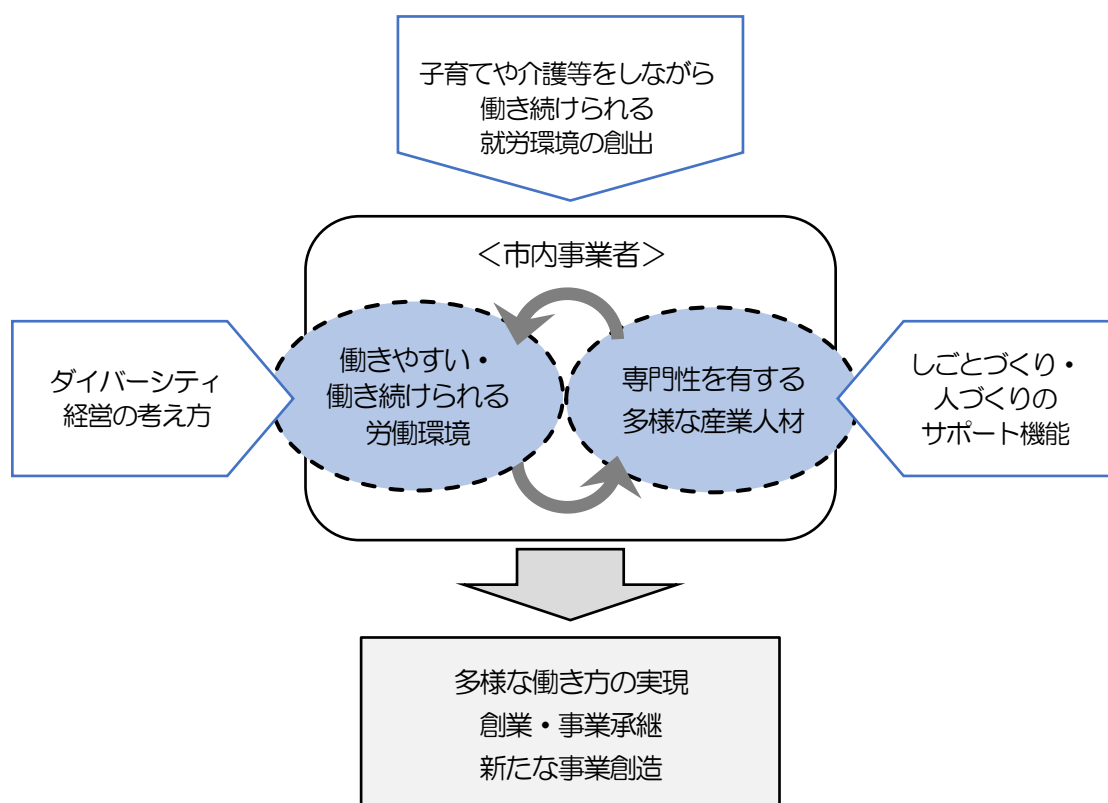 子育てや介護等をしながら
働き続けられる
就労環境の創出
＜市内事業者＞
ダイバーシティ
経営の考え方
働きやすい・
働き続けられる
労働環境
専門性を有する
多様な産業人材
しごとづくり・
人づくりの
サポート機能
多様な働き方の実現
創業・事業承継
新たな事業創造